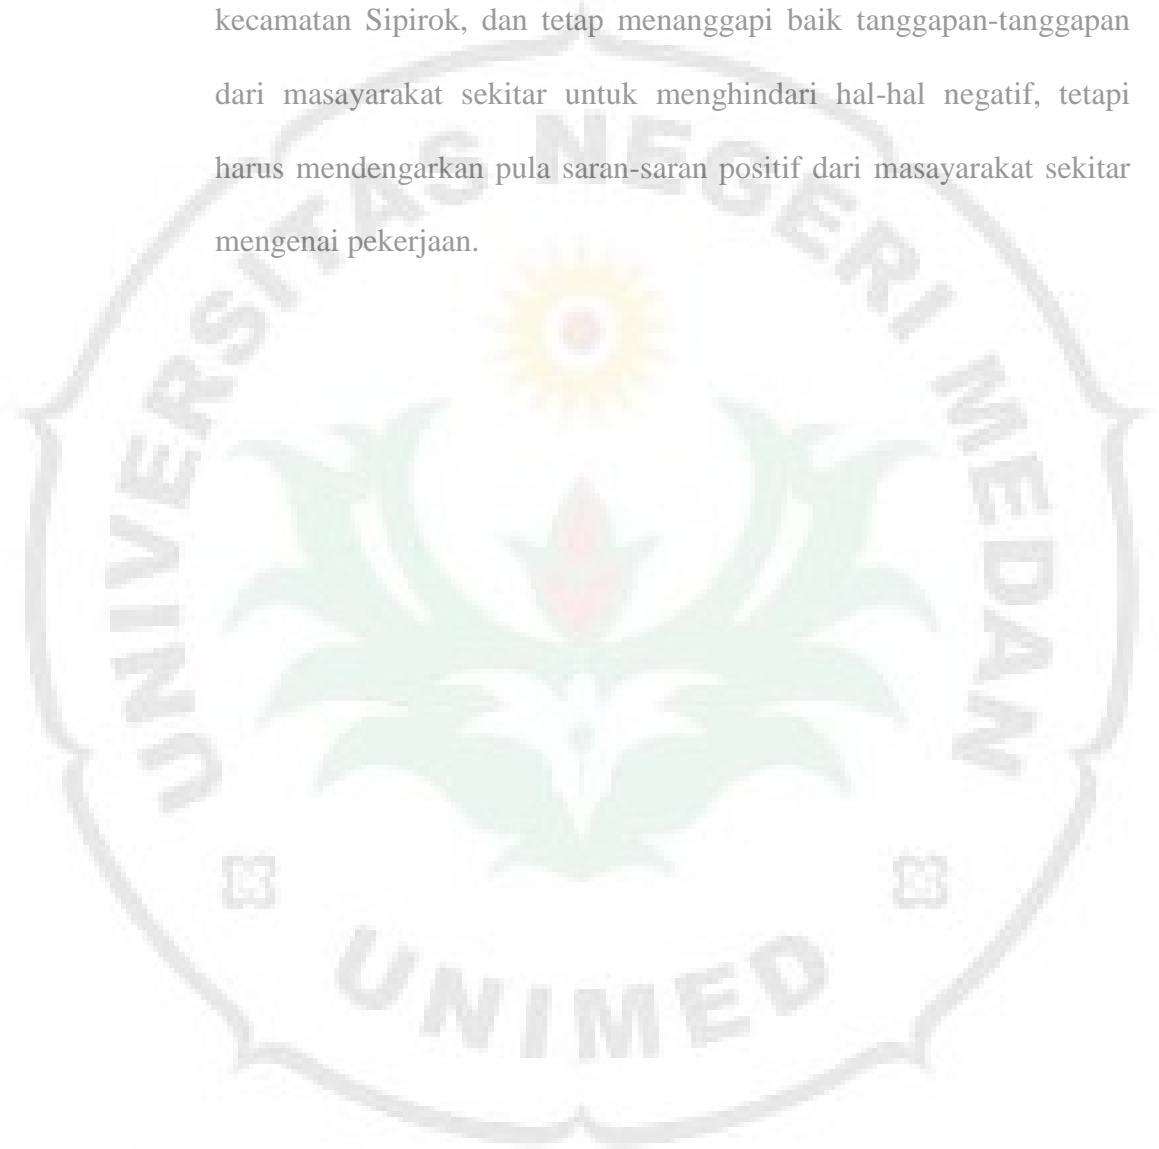 kecamatan Sipirok, dan tetap menanggapi baik tanggapan-tanggapan
dari masayarakat sekitar untuk menghindari hal-hal negatif, tetapi
harus mendengarkan pula saran-saran positif dari masayarakat sekitar
mengenai pekerjaan.
UNIVERSITAS NEGERI MEDAN
UNIMED